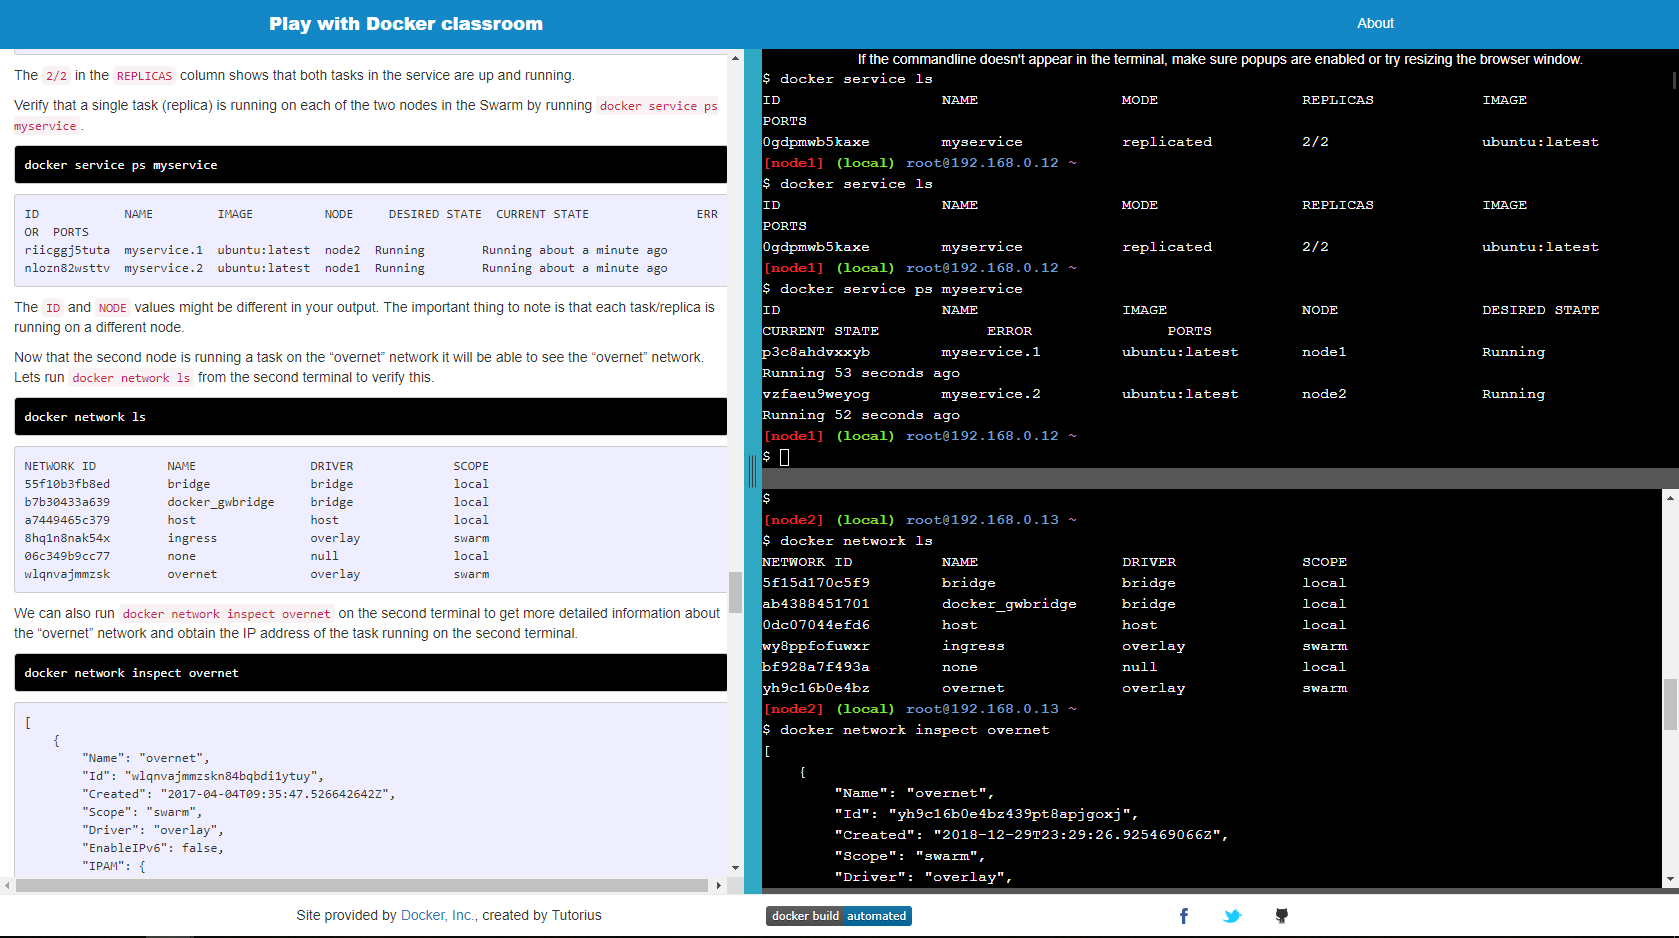 Play with Docker classroom
About
The 2/2 in the REPLICAS column shows that both tasks in the service are up and running.
Verify that a single task (replica) is running on each of the two nodes in the Swarm by running docker service ps
myservice .
docker service ps myservice
ID NAME IMAGE NODE DESIRED STATE CURRENT STATE ERR
OR PORTS
riicggj5tuta myservice.1 ubuntu:latest node2 Running Running about a minute ago
nlozn82wsttv myservice.2 ubuntu:latest node1 Running Running about a minute ago
The ID and NODE values might be different in your output. The important thing to note is that each task/replica is
running on a different node.
Now that the second node is running a task on the “overnet” network it will be able to see the “overnet” network.
Lets run docker network ls from the second terminal to verify this.
docker network ls
NETWORK ID NAME DRIVER SCOPE
55f10b3fb8ed bridge bridge local
b7b30433a639 docker_gwbridge bridge local
a7449465c379 host host local
8hq1n8nak54x ingress overlay swarm
06c349b9cc77 none null local
wlqnvajmmzsk overnet overlay swarm
We can also run docker network inspect overnet on the second terminal to get more detailed information about
the “overnet” network and obtain the IP address of the task running on the second terminal.
docker network inspect overnet
[
{
"Name": "overnet",
"Id": "wlqnvajmmzskn84bqbdi1ytuy",
"Created": "2017-04-04T09:35:47.526642642Z",
"Scope": "swarm",
"Driver": "overlay",
"EnableIPv6": false,
"IPAM": {
If the commandline doesn't appear in the terminal, make sure popups are enabled or try resizing the browser window.
$ docker service ls
ID NAME MODE REPLICAS IMAGE
PORTS
0gdpmwb5kaxe myservice replicated 2/2 ubuntu:latest
[node1] (local) root@192.168.0.12 ~
$ docker service ls
ID NAME MODE REPLICAS IMAGE
PORTS
0gdpmwb5kaxe myservice replicated 2/2 ubuntu:latest
[node1] (local) root@192.168.0.12 ~
$ docker service ps myservice
ID NAME IMAGE NODE DESIRED STATE
CURRENT STATE ERROR PORTS
p3c8ahdvxxyb myservice.1 ubuntu:latest node1 Running
Running 53 seconds ago
vzfaeu9weyog myservice.2 ubuntu:latest node2 Running
Running 52 seconds ago
[node1] (local) root@192.168.0.12 ~
$
$
[node2] (local) root@192.168.0.13 ~
$ docker network ls
NETWORK ID NAME DRIVER SCOPE
5f15d170c5f9 bridge bridge local
ab4388451701 docker_gwbridge bridge local
0dc07044efd6 host host local
wy8ppfofuwxr ingress overlay swarm
bf928a7f493a none null local
yh9c16b0e4bz overnet overlay swarm
[node2] (local) root@192.168.0.13 ~
$ docker network inspect overnet
[
{
"Name": "overnet",
"Id": "yh9c16b0e4bz439pt8apjgoxj",
"Created": "2018-12-29T23:29:26.925469066Z",
"Scope": "swarm",
"Driver": "overlay",
Site provided by Docker, Inc., created by Tutorius
docker build automated